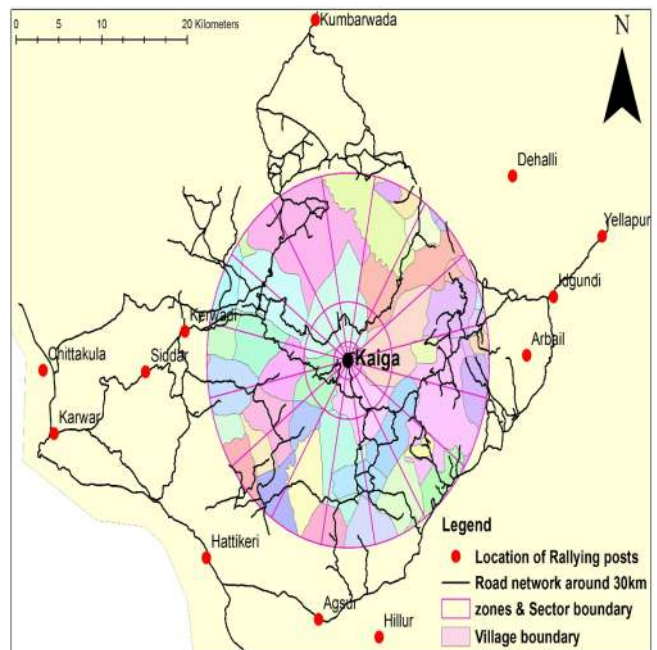 Kumbarwada
N
0 5 10 20 Kilometers
Dehalli
Yellapur
Idgundi
Kerwadi
Arbail
Kaiga
Chittakula
Siddar
Karwar
Legend
Location of Rallying posts
Hattikeri
Road network around 30km
zones & Sector boundary
Agsur
Hillur
Village boundary